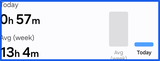 Today
0h 57m
Avg (week)
13h 4m
Avg
(week)
Today